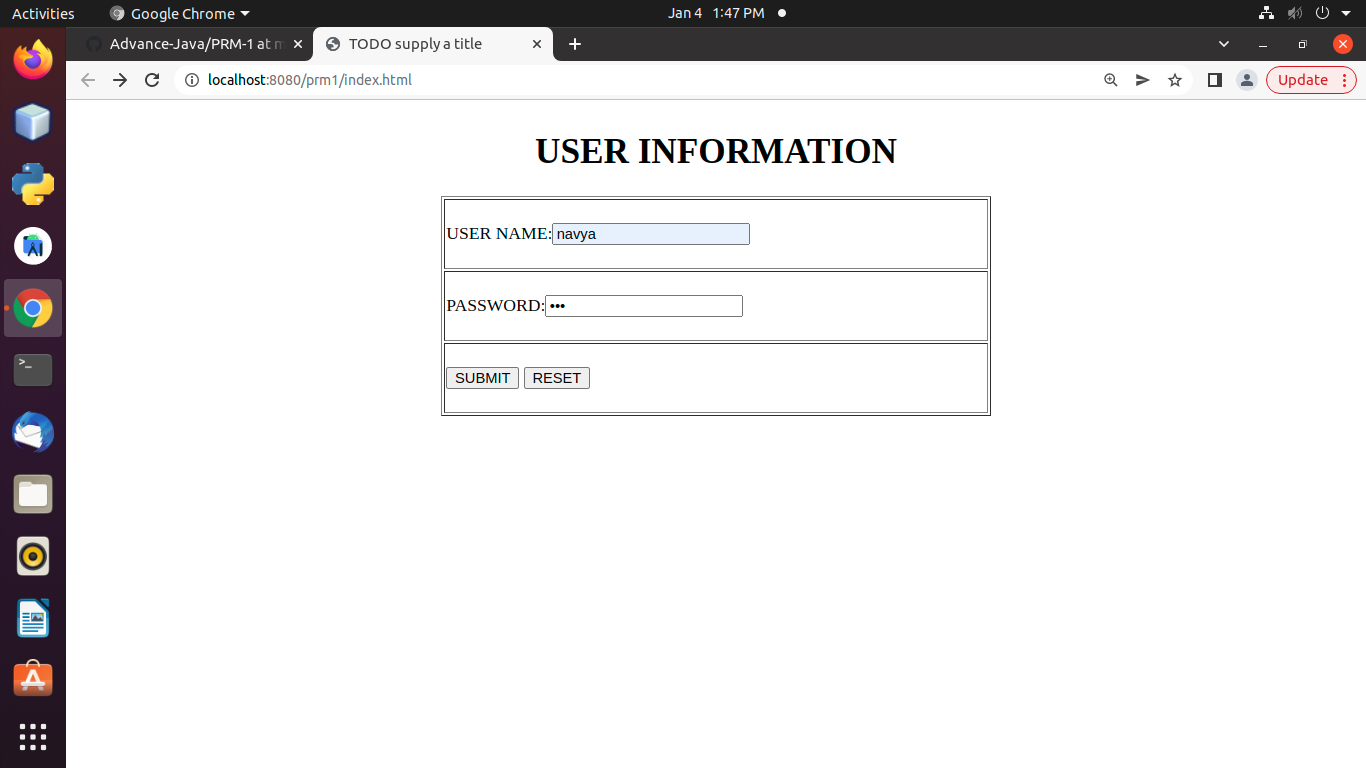 Activities
Google Chrome
Jan 4 1:47 PM
Advance-Java/PRM-1 at m
TODO supply a title
localhost:8080/prm1/index.html
Update
USER INFORMATION
USER NAME:navya
PASSWORD:•••
SUBMIT RESET